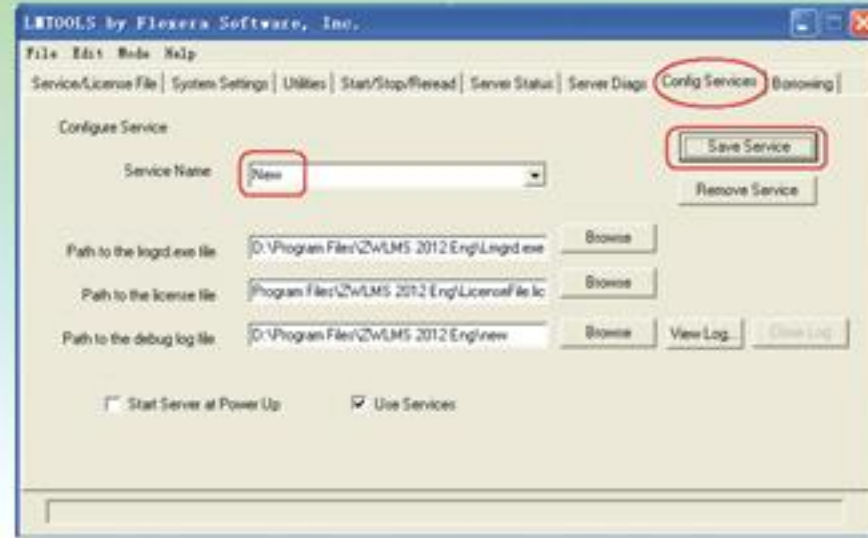 LMTOOLS by Flexera Software, Inc.
File Edit Mode Help
Service/License File System Settings Utilities Start/Stop/Reread Server Status Server Diags Config Services Borrowing
Configure Service
Save Service
Service Name New
Remove Service
Path to the lmgrd.exe file D:\Program Files\ZWLMS 2012 Eng\Lmgrd.exe Browse
Path to the license file Program Files\ZWLMS 2012 Eng\LicenseFile.lic Browse
Path to the debug log file D:\Program Files\ZWLMS 2012 Eng\new Browse View Log... Close Log
Start Server at Power Up Use Services